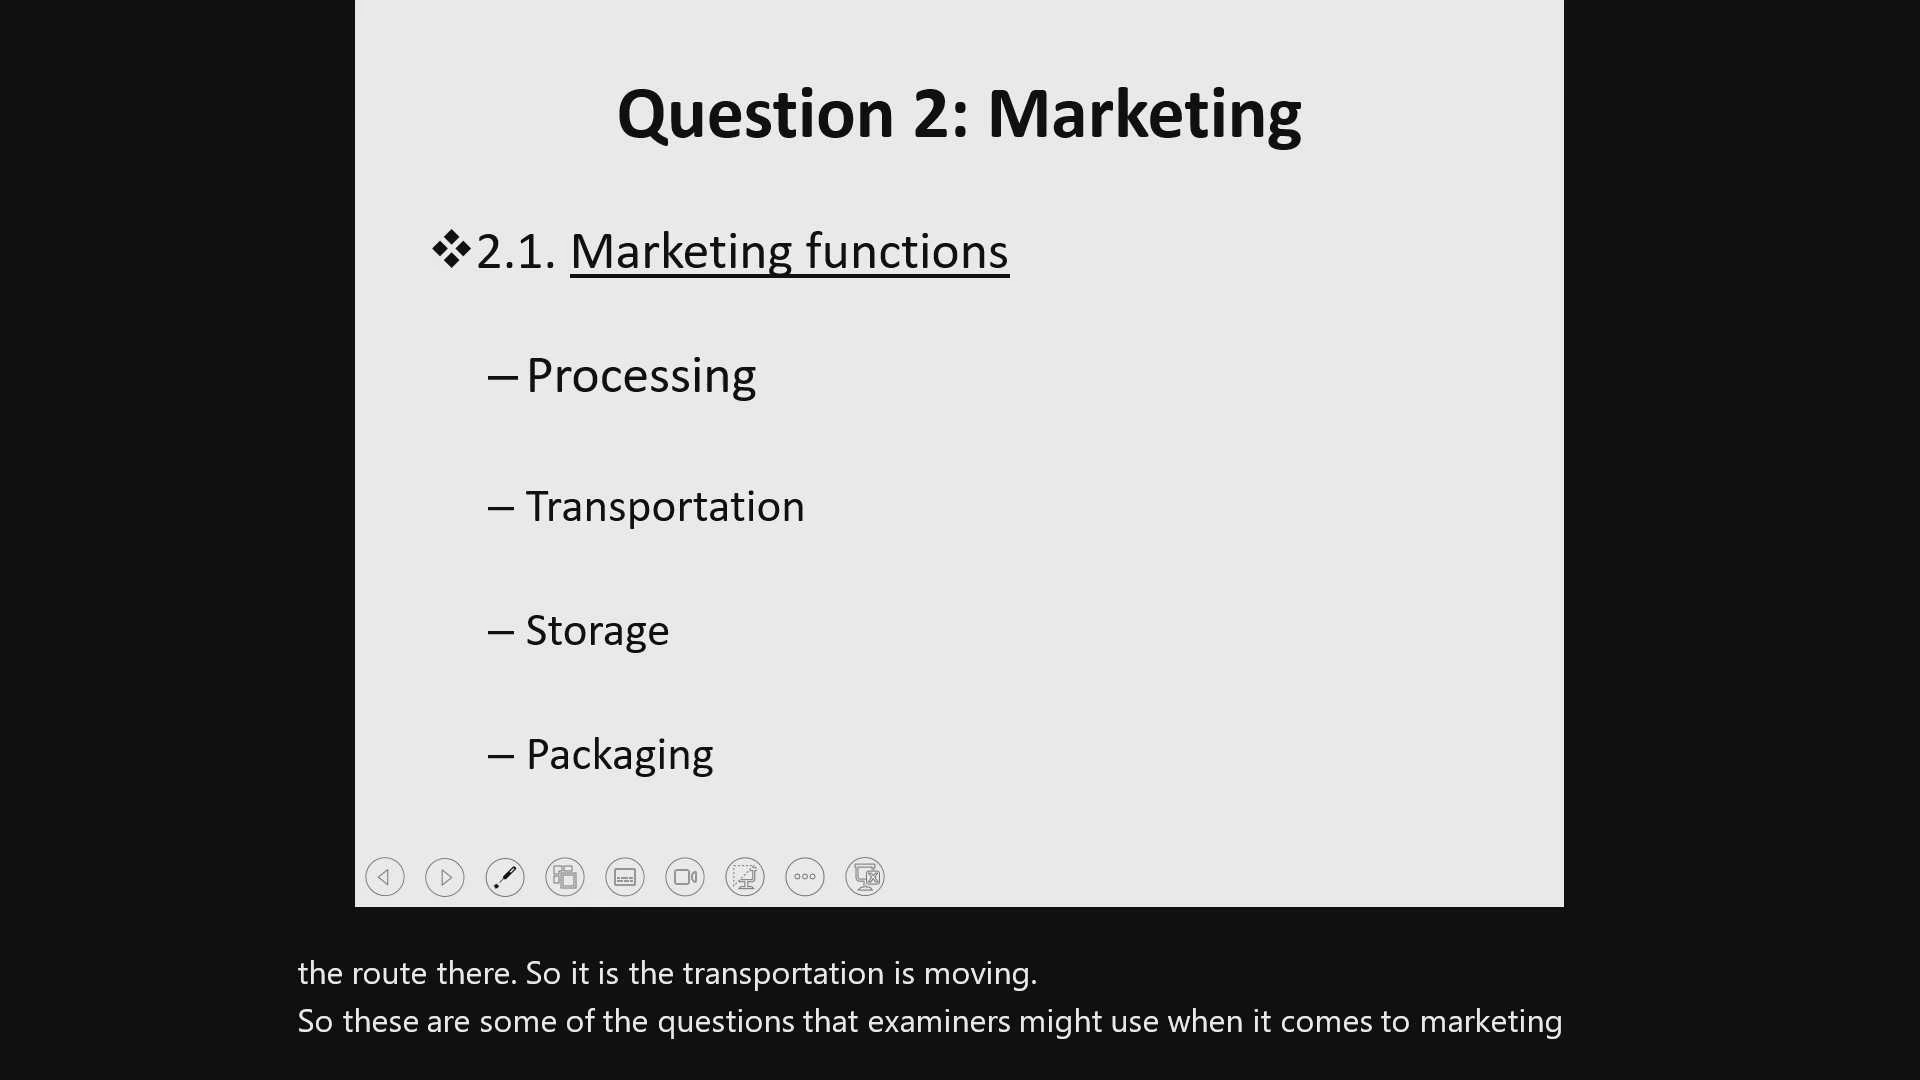 Question 2: Marketing
❖2.1. Marketing functions
– Processing
– Transportation
– Storage
– Packaging
the route there. So it is the transportation is moving.
So these are some of the questions that examiners might use when it comes to marketing